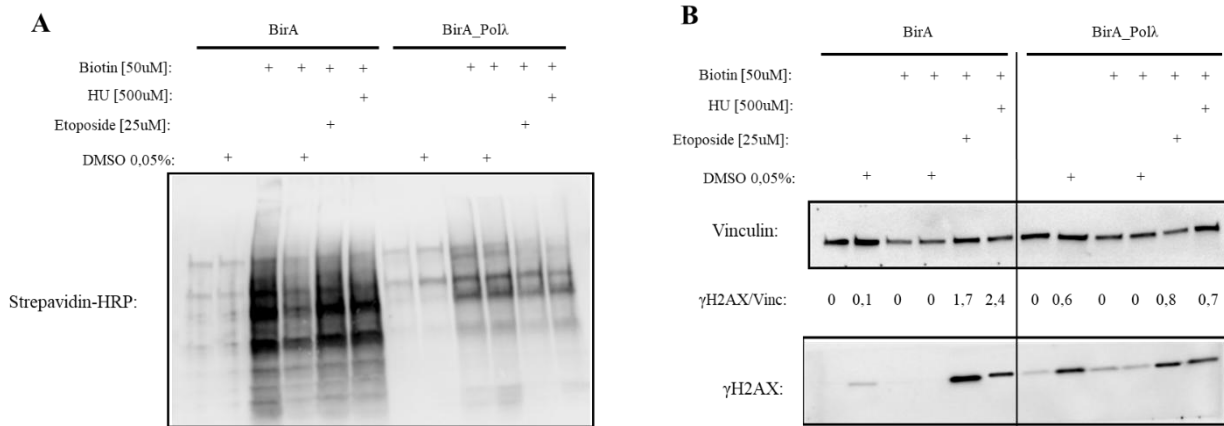 A
BirA BirA_Polλ
Biotin [50uM]: + + + + + + + +
HU [500uM]: + +
Etoposide [25uM]: + +
DMSO 0,05%: + + + +
Strepavidin-HRP:
B
BirA BirA_Polλ
Biotin [50uM]: + + + + + + + +
HU [500uM]: + +
Etoposide [25uM]: + +
DMSO 0,05%: + + + +
Vinculin:
γH2AX/Vinc: 0 0,1 0 0 1,7 2,4 0 0,6 0 0 0,8 0,7
γH2AX: